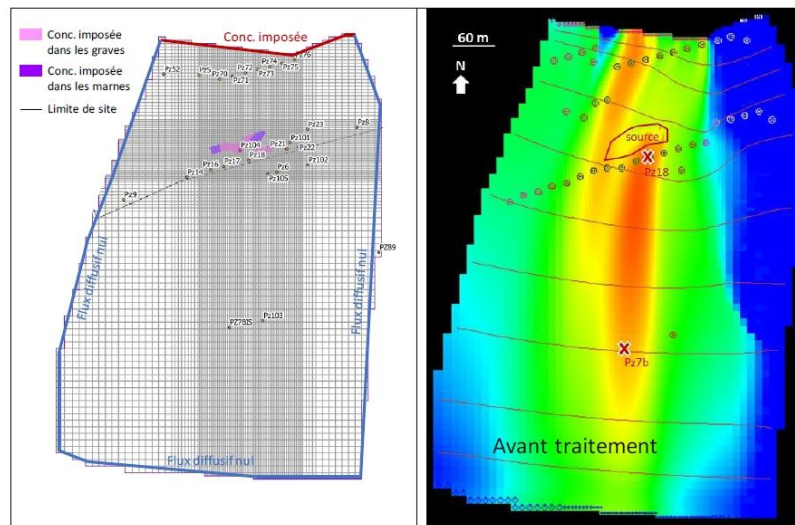 Conc. imposée
dans les graves
Conc. imposée
dans les marnes
Limite de site
Conc. imposée
Pz52
Pz5
Pz70
Pz71
Pz72
Pz73
Pz74
Pz75
Pz76
Pz23
Pz8
Pz104
Pz101
Pz21
Pz22
Pz18
Pz17
Pz16
Pz14
Pz6
Pz105
Pz102
Pz9
PZ89
PZ7BIS
Pz103
Flux diffusif nul
Flux diffusif nul
Flux diffusif nul
60 m
N
source
Pz18
Pz7b
Avant traitement